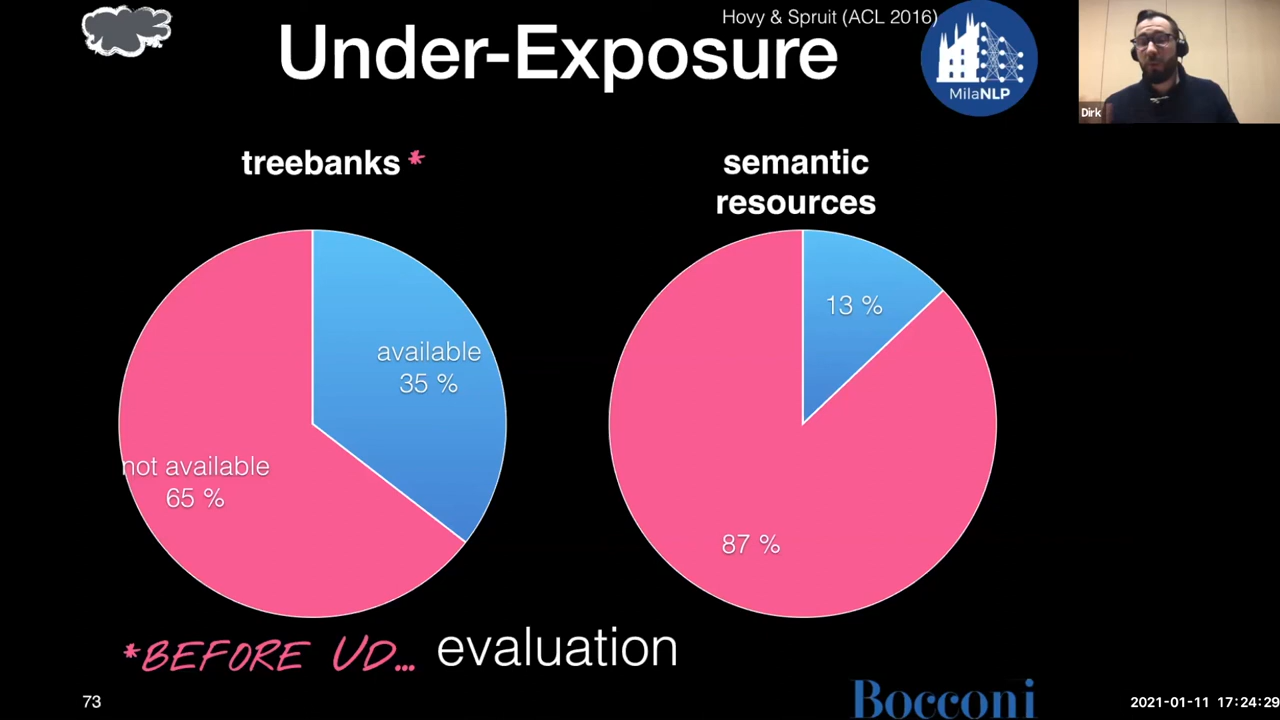 Hovy & Spruit (ACL 2016)
Under-Exposure
MilaNLP
Dirk
treebanks *
semantic
resources
available
35 %
not available
65 %
13 %
87 %
*BEFORE UD...
evaluation
73
Bocconi
2021-01-11 17:24:29